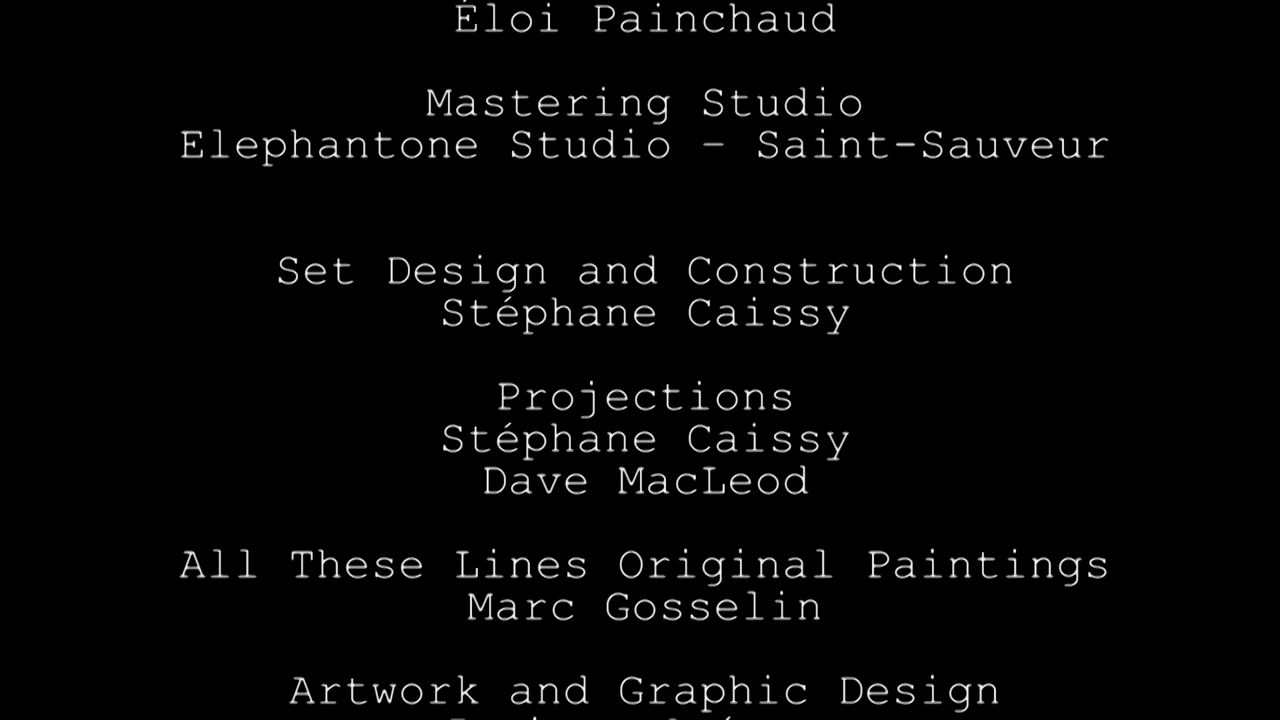 Éloi Painchaud
Mastering Studio
Elephantone Studio – Saint-Sauveur
Set Design and Construction
Stéphane Caissy
Projections
Stéphane Caissy
Dave MacLeod
All These Lines Original Paintings
Marc Gosselin
Artwork and Graphic Design